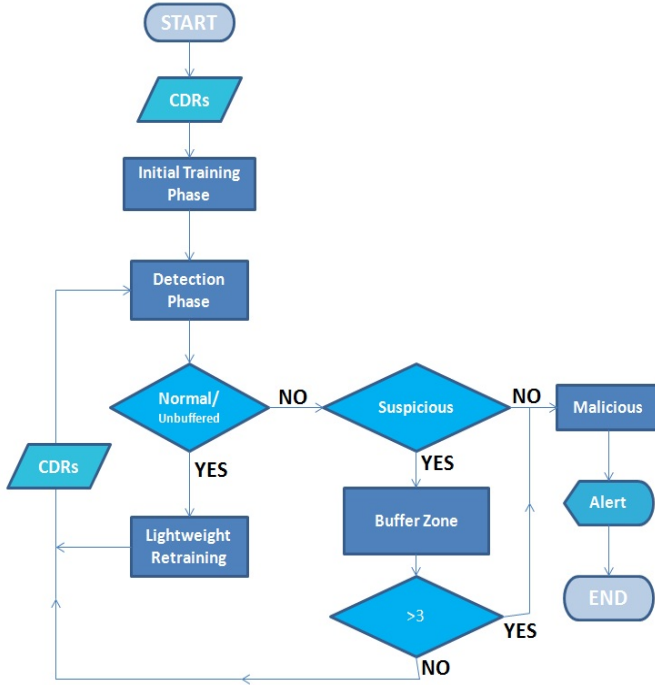 START
CDRs
Initial Training
Phase
Detection
Phase
Normal/
Unbuffered
NO
Suspicious
NO
Malicious
CDRs
YES
YES
Lightweight
Retraining
Buffer Zone
Alert
>3
YES
END
NO